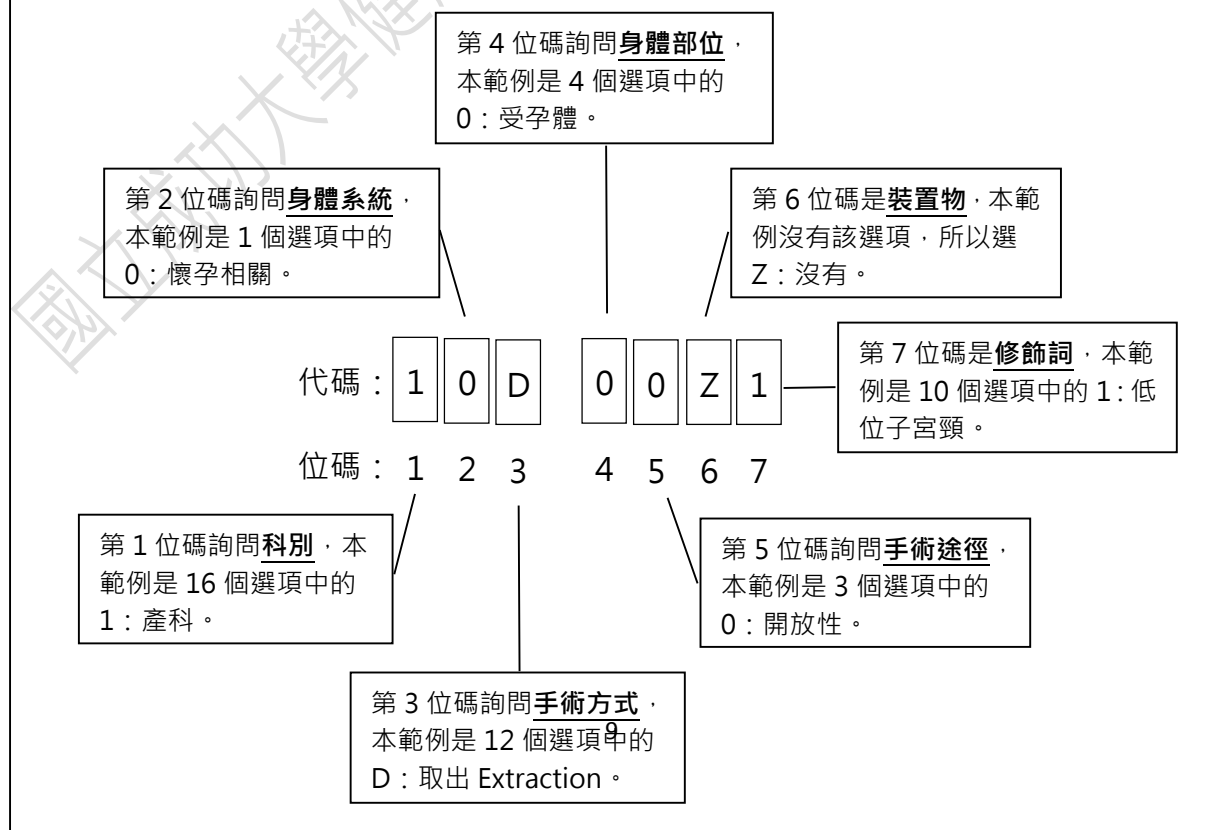 國立成功大學健
第 4 位碼詢問身體部位，
本範例是 4 個選項中的
0：受孕體。
第 2 位碼詢問身體系統，
本範例是 1 個選項中的
0：懷孕相關。
第 6 位碼是裝置物，本範
例沒有該選項，所以選
Z：沒有。
代碼：1 0 D 0 0 Z 1
第 7 位碼是修飾詞，本範
例是 10 個選項中的 1：低
位子宮頸。
位碼：1 2 3 4 5 6 7
第 1 位碼詢問科別，本
範例是 16 個選項中的
1：產科。
第 5 位碼詢問手術途徑，
本範例是 3 個選項中的
0：開放性。
第 3 位碼詢問手術方式，
本範例是 12 個選項中的
D：取出 Extraction。
9